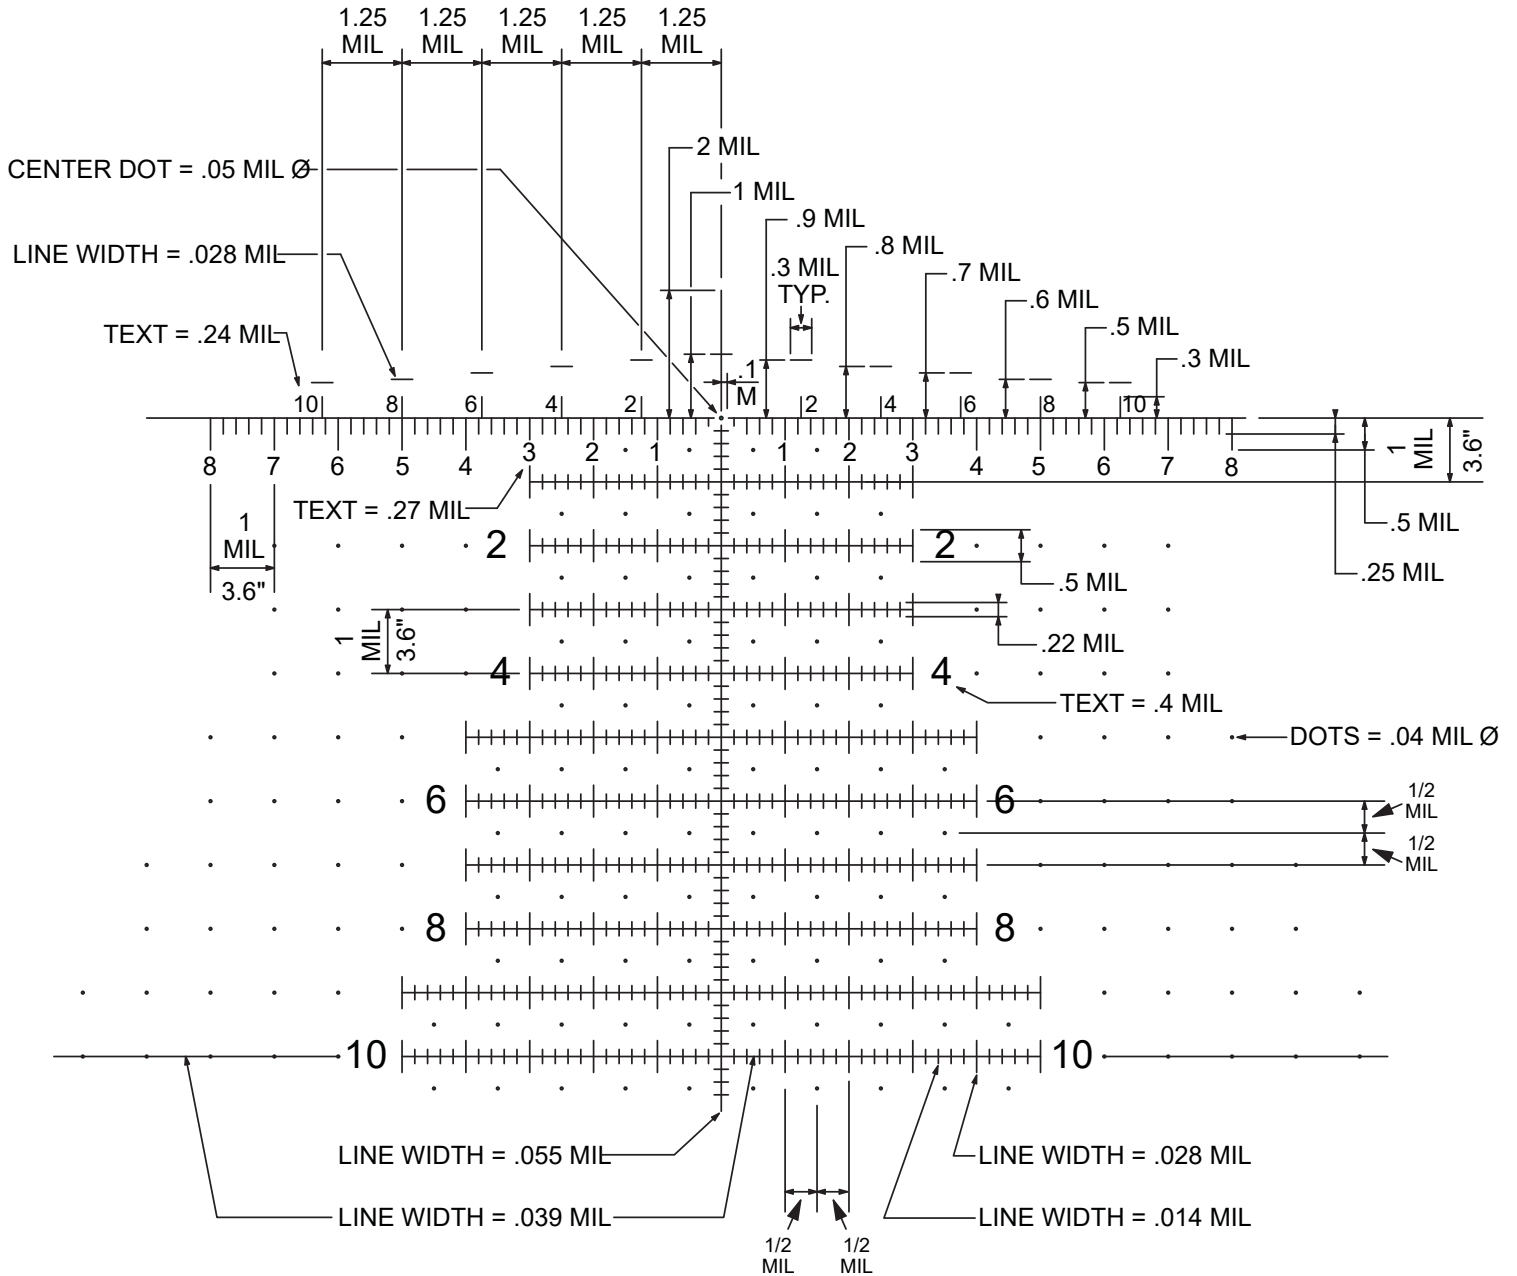 1.25 1.25 1.25 1.25 1.25
MIL MIL MIL MIL MIL
2 MIL
CENTER DOT = .05 MIL Ø
1 MIL
.9 MIL
.8 MIL
LINE WIDTH = .028 MIL
.3 MIL
TYP.
.7 MIL
.6 MIL
.5 MIL
TEXT = .24 MIL
.3 MIL
.1
M
10 8 6 4 2 2 4 6 8 10
8 7 6 5 4 3 2 1 1 2 3 4 5 6 7 8
1
MIL
3.6"
TEXT = .27 MIL
1
MIL
3.6"
.5 MIL
2 2
.25 MIL
.5 MIL
1
MIL
3.6"
.22 MIL
4 4
TEXT = .4 MIL
DOTS = .04 MIL Ø
6 6
1/2
MIL
1/2
MIL
8 8
10 10
LINE WIDTH = .055 MIL
LINE WIDTH = .028 MIL
LINE WIDTH = .039 MIL
LINE WIDTH = .014 MIL
1/2 1/2
MIL MIL